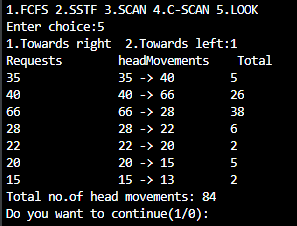 1.FCFS 2.SSTF 3.SCAN 4.C-SCAN 5.LOOK
Enter choice:5
1.Towards right  2.Towards left:1
Requests headMovements Total
35 35 -> 40 5
40 40 -> 66 26
66 66 -> 28 38
28 28 -> 22 6
22 22 -> 20 2
20 20 -> 15 5
15 15 -> 13 2
Total no.of head movements: 84
Do you want to continue(1/0):